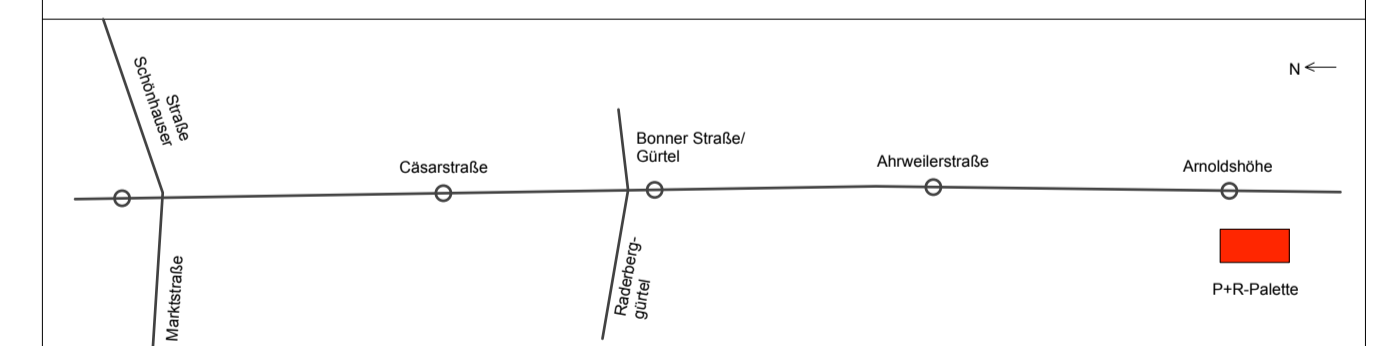 N
Schönhauser
Straße
Bonner Straße/
Gürtel
Cäsarstraße
Ahrweilerstraße
Arnoldshöhe
Marktstraße
Raderberg-
gürtel
P+R-Palette